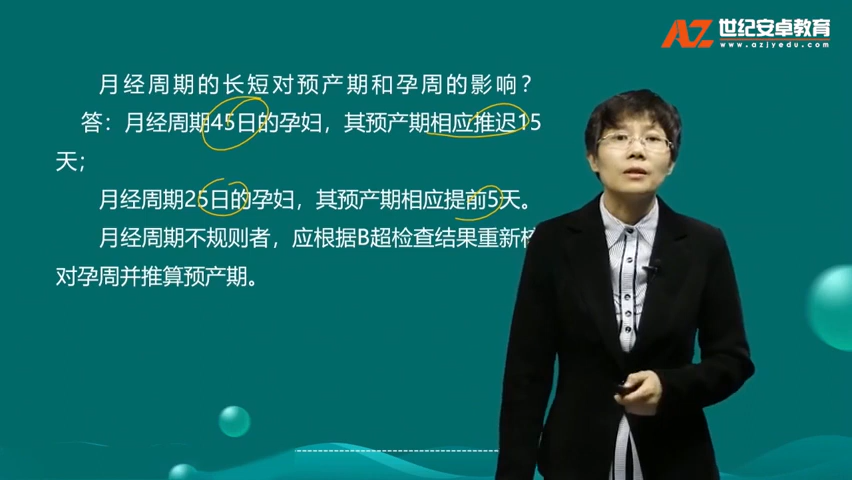 AZ 世纪安卓教育
www.azjyedu.com
月经周期的长短对预产期和孕周的影响？
答：月经周期45日的孕妇，其预产期相应推迟15
天；
月经周期25日的孕妇，其预产期相应提前5天。
月经周期不规则者，应根据B超检查结果重新核
对孕周并推算预产期。